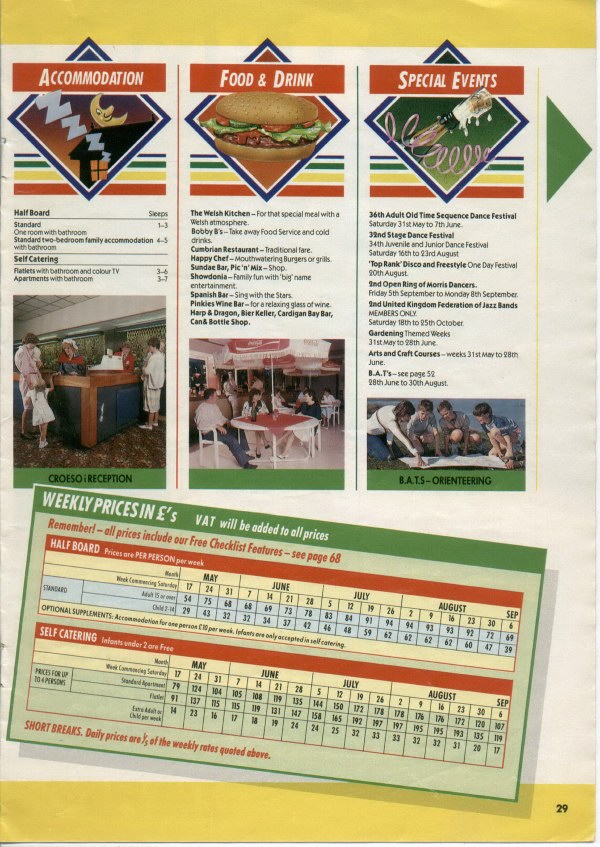 ACCOMMODATION
Half Board Sleeps
Standard 1–3
One room with bathroom
Standard two-bedroom family accommodation 4–5
with bathroom
Self Catering
Flatlets with bathroom and colour TV 3–6
Apartments with bathroom 3–7
CROESO i RECEPTION
FOOD & DRINK
The Welsh Kitchen – For that special meal with a
Welsh atmosphere.
Bobby B's – Take away Food Service and cold
drinks.
Cumbrian Restaurant – Traditional fare.
Happy Chef – Mouthwatering Burgers or grills.
Sundae Bar, Pic 'n' Mix – Shop.
Showdonia – Family fun with 'big' name
entertainment.
Spanish Bar – Sing with the Stars.
Pinkies Wine Bar – for a relaxing glass of wine.
Harp & Dragon, Bier Keller, Cardigan Bay Bar,
Can & Bottle Shop.
SPECIAL EVENTS
36th Adult Old Time Sequence Dance Festival
Saturday 31st May to 7th June.
32nd Stage Dance Festival
34th Juvenile and Junior Dance Festival
Saturday 16th to 23rd August
'Top Rank' Disco and Freestyle One Day Festival
20th August.
2nd Open Ring of Morris Dancers.
Friday 5th September to Monday 8th September.
2nd United Kingdom Federation of Jazz Bands
MEMBERS ONLY.
Saturday 18th to 25th October.
Gardening Themed Weeks
31st May to 28th June.
Arts and Craft Courses – weeks 31st May to 28th
June.
B.A.T's – see page 52
28th June to 30th August.
B.A.T.S – ORIENTEERING
WEEKLY PRICES IN £'s VAT will be added to all prices
Remember! – all prices include our Free Checklist Features – see page 68
HALF BOARD Prices are PER PERSON per week
Month MAY JUNE JULY AUGUST SEP
Week Commencing Saturday 17 24 31 7 14 21 28 5 12 19 26 2 9 16 23 30 6
STANDARD Adult 15 or over 54 75 68 68 69 73 78 83 84 91 94 94 93 93 92 72 69
Child 2-14 29 43 32 32 34 37 42 46 48 59 62 62 62 62 60 47 39
OPTIONAL SUPPLEMENTS: Accommodation for one person £10 per week. Infants are only accepted in self catering.
SELF CATERING Infants under 2 are Free
Month MAY JUNE JULY AUGUST SEP
Week Commencing Saturday 17 24 31 7 14 21 28 5 12 19 26 2 9 16 23 30 6
PRICES FOR UP TO 4 PERSONS Standard Apartment 79 124 104 105 108 119 135 144 150 172 178 178 176 176 172 120 107
Flatlet 91 137 115 115 119 131 147 158 165 192 197 197 195 195 193 135 119
Extra Adult or Child per week 14 23 16 17 18 19 24 24 25 32 33 33 32 32 31 20 17
SHORT BREAKS. Daily prices are ⅕ of the weekly rates quoted above.
29